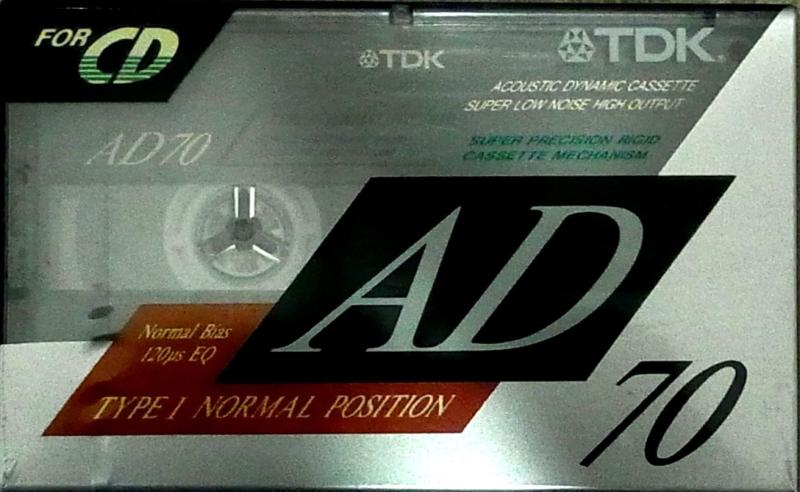 FOR CD
TDK
TDK
ACOUSTIC DYNAMIC CASSETTE
SUPER LOW NOISE HIGH OUTPUT
SUPER PRECISION RIGID
CASSETTE MECHANISM
AD70
AD
Normal Bias
120µs EQ
TYPE I NORMAL POSITION
70